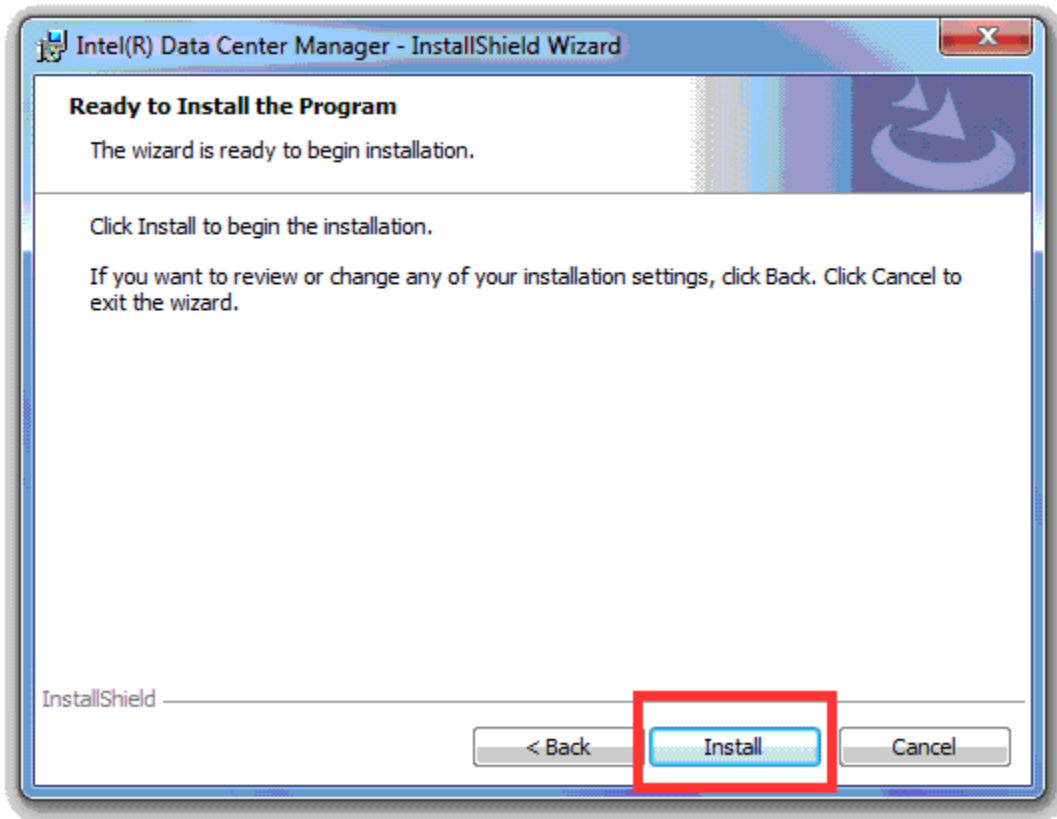 Intel(R) Data Center Manager - InstallShield Wizard
X
Ready to Install the Program
The wizard is ready to begin installation.
Click Install to begin the installation.
If you want to review or change any of your installation settings, click Back. Click Cancel to
exit the wizard.
InstallShield
< Back
Install
Cancel